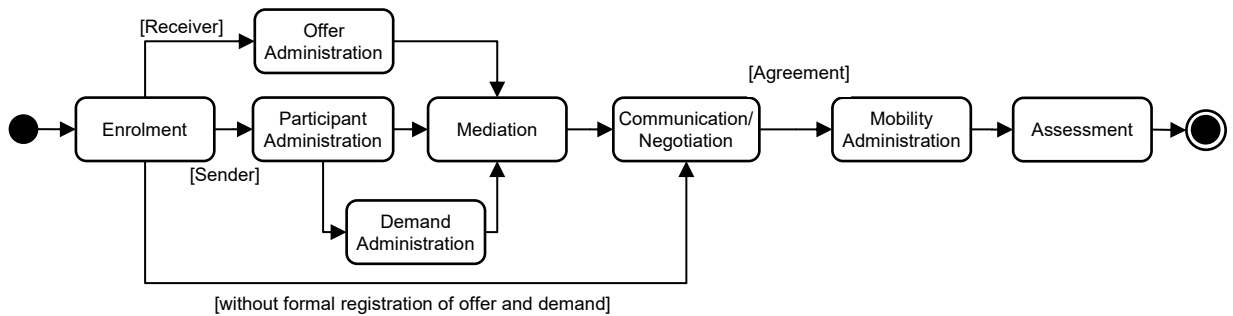 [Receiver]
Offer
Administration
[Agreement]
Enrolment
Participant
Administration
Mediation
Communication/
Negotiation
Mobility
Administration
Assessment
[Sender]
Demand
Administration
[without formal registration of offer and demand]